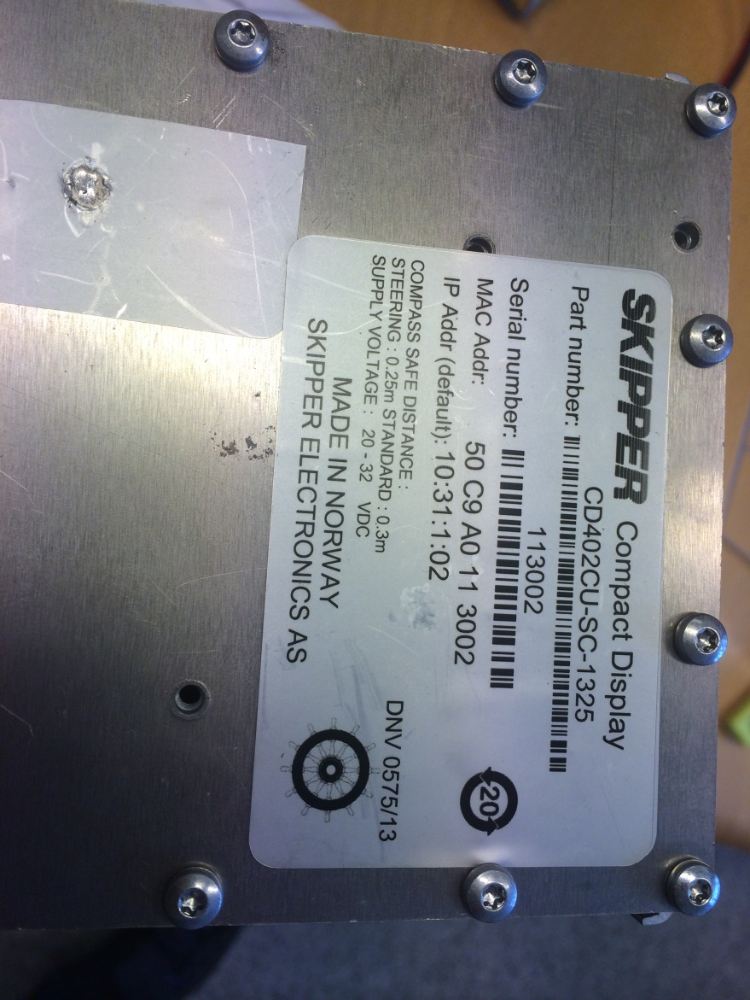 SKIPPER Compact Display
Part number:
CD402CU-SC-1325
Serial number:
113002
MAC Addr: 50 C9 A0 11 3002
IP Addr (default): 10:31:1:02
COMPASS SAFE DISTANCE :
STEERING : 0.25m STANDARD : 0.3m
SUPPLY VOLTAGE : 20 - 32 VDC
MADE IN NORWAY
SKIPPER ELECTRONICS AS
20
DNV 0575/13